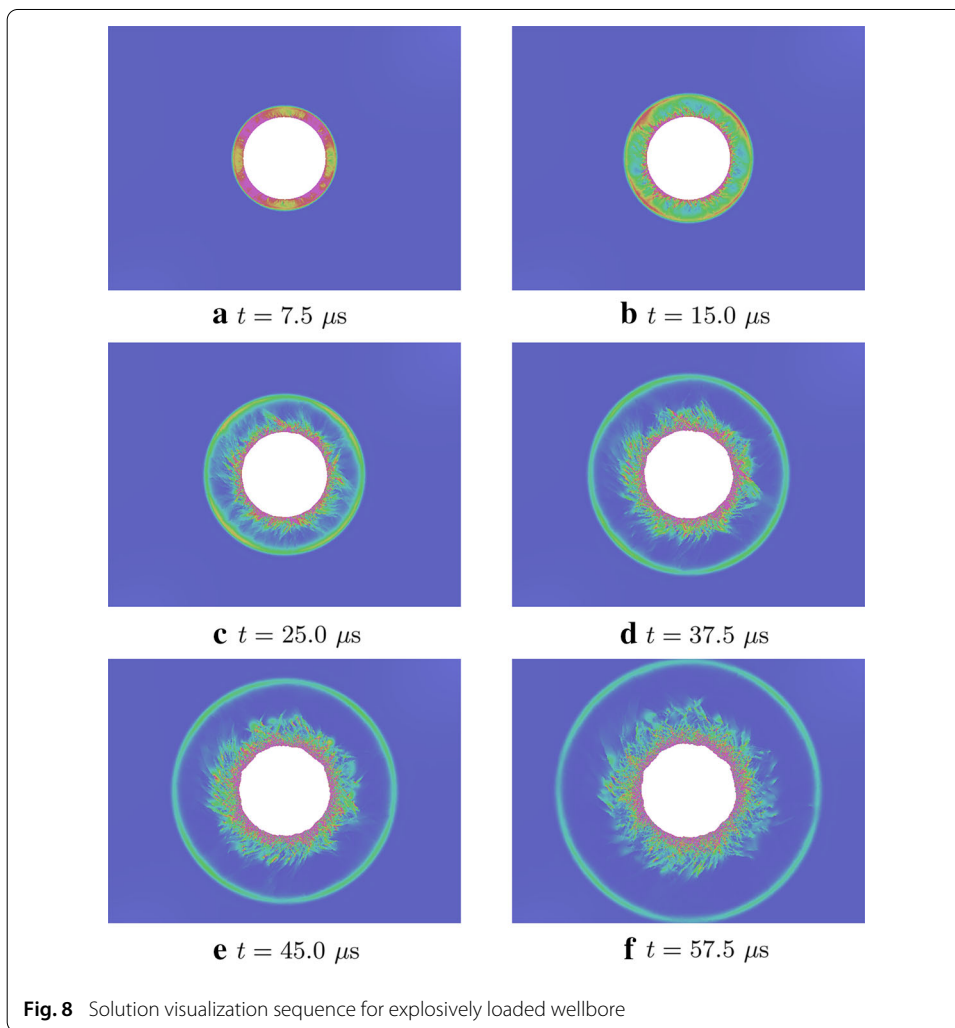 a t = 7.5 μs
b t = 15.0 μs
c t = 25.0 μs
d t = 37.5 μs
e t = 45.0 μs
f t = 57.5 μs
Fig. 8 Solution visualization sequence for explosively loaded wellbore